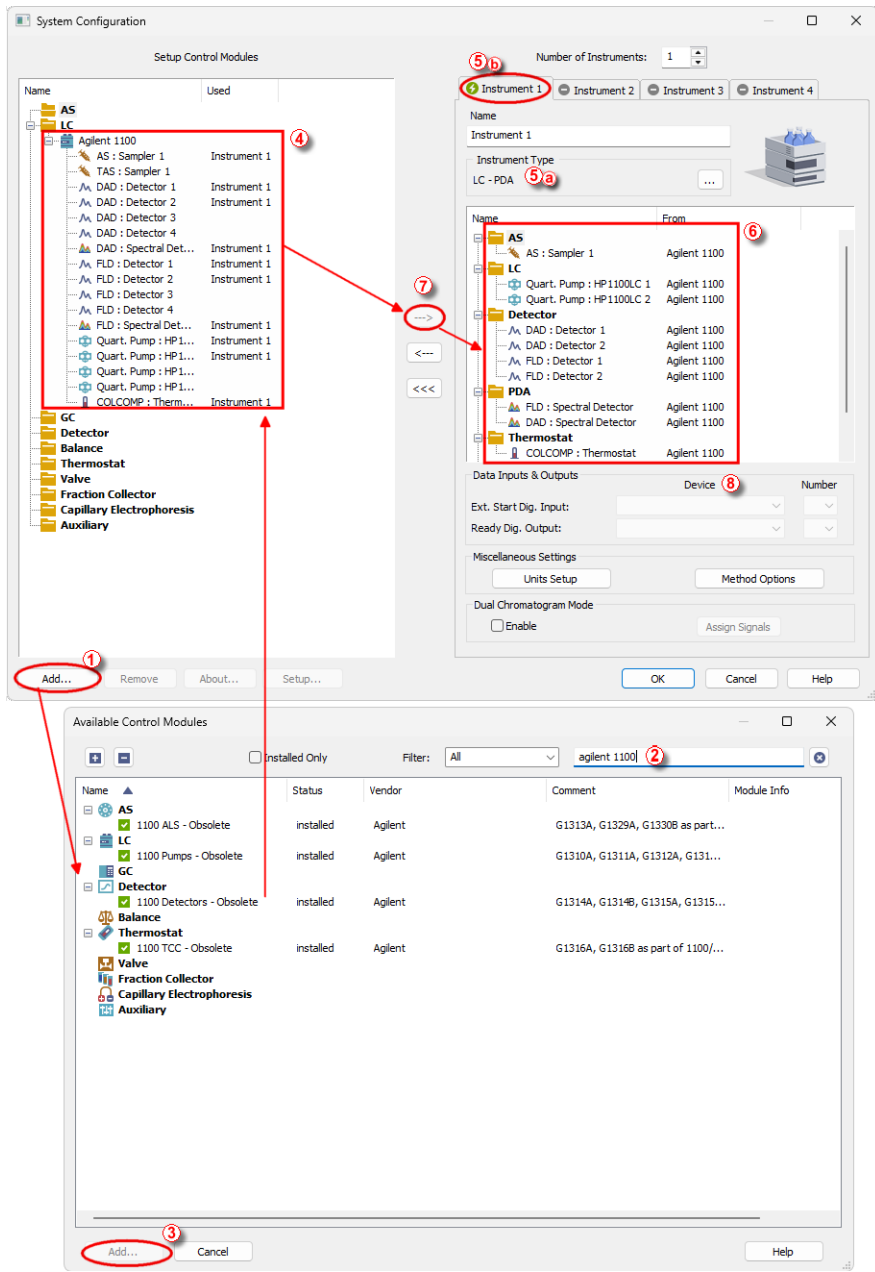 System Configuration
Setup Control Modules
Number of Instruments: 1
Name Used
AS
LC
Agilent 1100
AS : Sampler 1 Instrument 1
TAS : Sampler 1
DAD : Detector 1 Instrument 1
DAD : Detector 2 Instrument 1
DAD : Detector 3
DAD : Detector 4
DAD : Spectral Det... Instrument 1
FLD : Detector 1 Instrument 1
FLD : Detector 2 Instrument 1
FLD : Detector 3
FLD : Detector 4
FLD : Spectral Det... Instrument 1
Quart. Pump : HP1... Instrument 1
Quart. Pump : HP1... Instrument 1
Quart. Pump : HP1...
Quart. Pump : HP1...
COLCOMP : Therm... Instrument 1
GC
Detector
Balance
Thermostat
Valve
Fraction Collector
Capillary Electrophoresis
Auxiliary
4
7
--->
<---
<<<
5 b
Instrument 1 Instrument 2 Instrument 3 Instrument 4
Name
Instrument 1
Instrument Type
LC - PDA 5 a ...
Name From
6
AS
AS : Sampler 1 Agilent 1100
LC
Quart. Pump : HP1100LC 1 Agilent 1100
Quart. Pump : HP1100LC 2 Agilent 1100
Detector
DAD : Detector 1 Agilent 1100
DAD : Detector 2 Agilent 1100
FLD : Detector 1 Agilent 1100
FLD : Detector 2 Agilent 1100
PDA
FLD : Spectral Detector Agilent 1100
DAD : Spectral Detector Agilent 1100
Thermostat
COLCOMP : Thermostat Agilent 1100
Data Inputs & Outputs
Device 8 Number
Ext. Start Dig. Input:
Ready Dig. Output:
Miscellaneous Settings
Units Setup Method Options
Dual Chromatogram Mode
Enable Assign Signals
1
Add... Remove About... Setup... OK Cancel Help
Available Control Modules
Installed Only Filter: All agilent 1100 2
Name Status Vendor Comment Module Info
AS
1100 ALS - Obsolete installed Agilent G1313A, G1329A, G1330B as part...
LC
1100 Pumps - Obsolete installed Agilent G1310A, G1311A, G1312A, G131...
GC
Detector
1100 Detectors - Obsolete installed Agilent G1314A, G1314B, G1315A, G1315...
Balance
Thermostat
1100 TCC - Obsolete installed Agilent G1316A, G1316B as part of 1100/...
Valve
Fraction Collector
Capillary Electrophoresis
Auxiliary
3
Add... Cancel Help